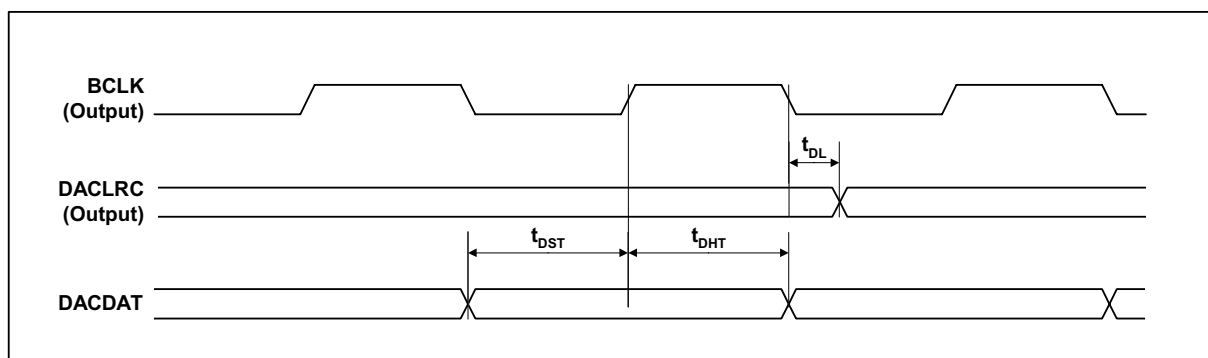 BCLK
(Output)
t_DL
DACLRC
(Output)
t_DST
t_DHT
DACDAT